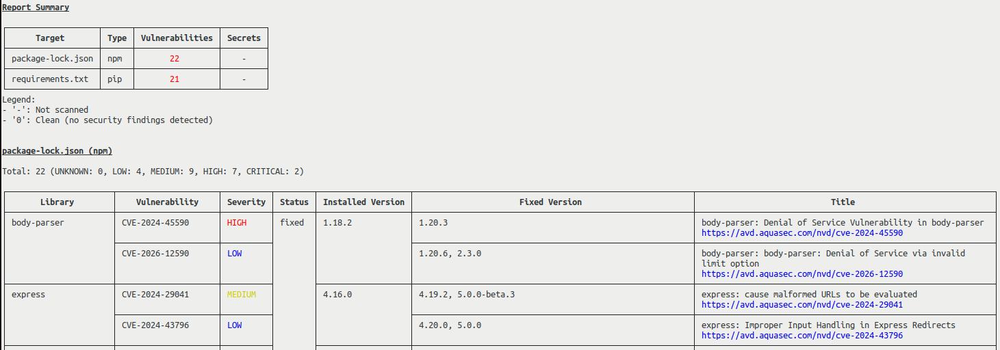 Report Summary
Target Type Vulnerabilities Secrets
package-lock.json npm 22 -
requirements.txt pip 21 -
Legend:
- '-': Not scanned
- '0': Clean (no security findings detected)
package-lock.json (npm)
Total: 22 (UNKNOWN: 0, LOW: 4, MEDIUM: 9, HIGH: 7, CRITICAL: 2)
Library Vulnerability Severity Status Installed Version Fixed Version Title
body-parser CVE-2024-45590 HIGH fixed 1.18.2 1.20.3 body-parser: Denial of Service Vulnerability in body-parser
https://avd.aquasec.com/nvd/cve-2024-45590
CVE-2026-12590 LOW 1.20.6, 2.3.0 body-parser: body-parser: Denial of Service via invalid
limit option
https://avd.aquasec.com/nvd/cve-2026-12590
express CVE-2024-29041 MEDIUM 4.16.0 4.19.2, 5.0.0-beta.3 express: cause malformed URLs to be evaluated
https://avd.aquasec.com/nvd/cve-2024-29041
CVE-2024-43796 LOW 4.20.0, 5.0.0 express: Improper Input Handling in Express Redirects
https://avd.aquasec.com/nvd/cve-2024-43796